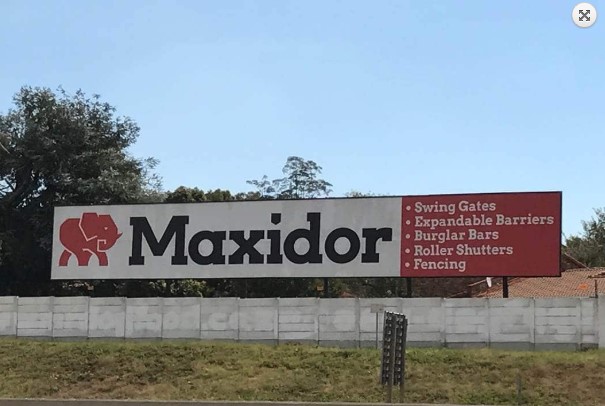 Maxidor
• Swing Gates
• Expandable Barriers
• Burglar Bars
• Roller Shutters
• Fencing